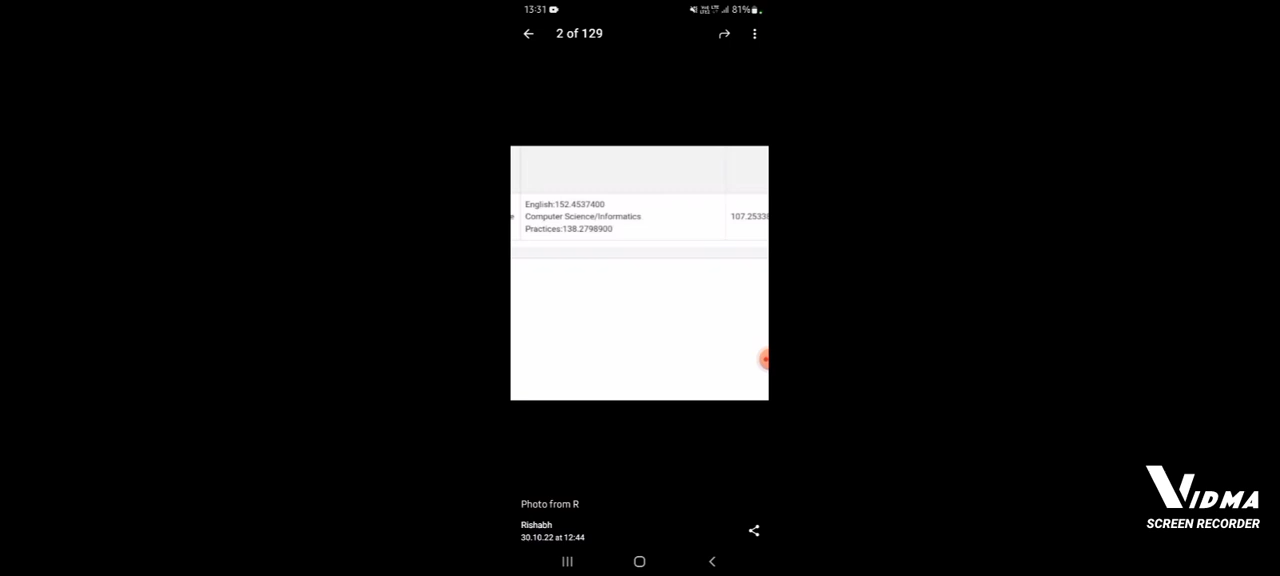 13:31
81%
2 of 129
English:152.4537400
Computer Science/Informatics
Practices:138.2798900
Photo from R
Rishabh
30.10.22 at 12:44
VIDMA
SCREEN RECORDER